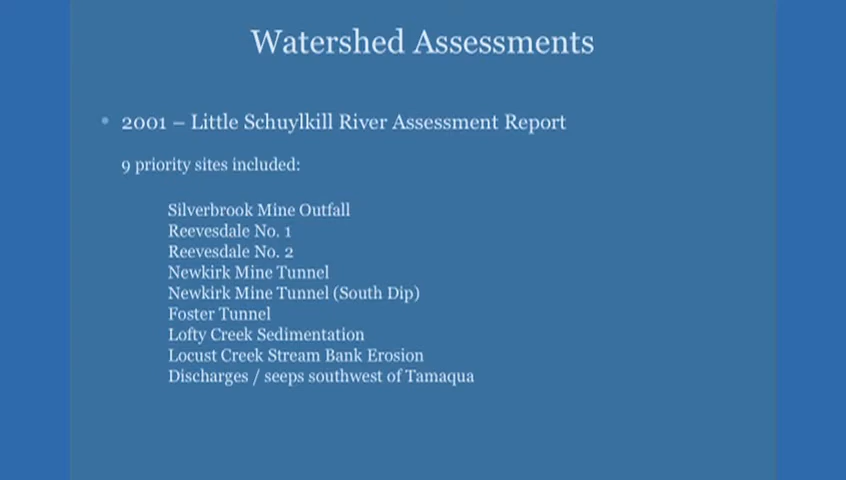 Watershed Assessments
• 2001 – Little Schuylkill River Assessment Report
9 priority sites included:
Silverbrook Mine Outfall
Reevesdale No. 1
Reevesdale No. 2
Newkirk Mine Tunnel
Newkirk Mine Tunnel (South Dip)
Foster Tunnel
Lofty Creek Sedimentation
Locust Creek Stream Bank Erosion
Discharges / seeps southwest of Tamaqua